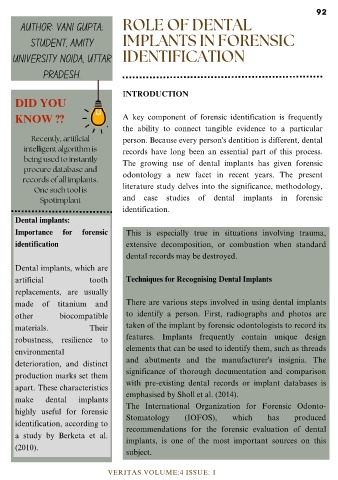 92
AUTHOR: VANI GUPTA,
STUDENT, AMITY
UNIVERSITY NOIDA, UTTAR
PRADESH
ROLE OF DENTAL
IMPLANTS IN FORENSIC
IDENTIFICATION
DID YOU
KNOW ??
Recently, artificial
intelligent algorithm is
being used to instantly
procure database and
records of all implants.
One such tool is
Spotimplant
Dental implants:
Importance for forensic
identification
Dental implants, which are
artificial tooth
replacements, are usually
made of titanium and
other biocompatible
materials. Their
robustness, resilience to
environmental
deterioration, and distinct
production marks set them
apart. These characteristics
make dental implants
highly useful for forensic
identification, according to
a study by Berketa et al.
(2010).
INTRODUCTION
A key component of forensic identification is frequently
the ability to connect tangible evidence to a particular
person. Because every person's dentition is different, dental
records have long been an essential part of this process.
The growing use of dental implants has given forensic
odontology a new facet in recent years. The present
literature study delves into the significance, methodology,
and case studies of dental implants in forensic
identification.
This is especially true in situations involving trauma,
extensive decomposition, or combustion when standard
dental records may be destroyed.
Techniques for Recognising Dental Implants
There are various steps involved in using dental implants
to identify a person. First, radiographs and photos are
taken of the implant by forensic odontologists to record its
features. Implants frequently contain unique design
elements that can be used to identify them, such as threads
and abutments and the manufacturer's insignia. The
significance of thorough documentation and comparison
with pre-existing dental records or implant databases is
emphasised by Sholl et al. (2014).
The International Organization for Forensic Odonto-
Stomatology (IOFOS), which has produced
recommendations for the forensic evaluation of dental
implants, is one of the most important sources on this
subject.
VERITAS VOLUME:4 ISSUE: 1